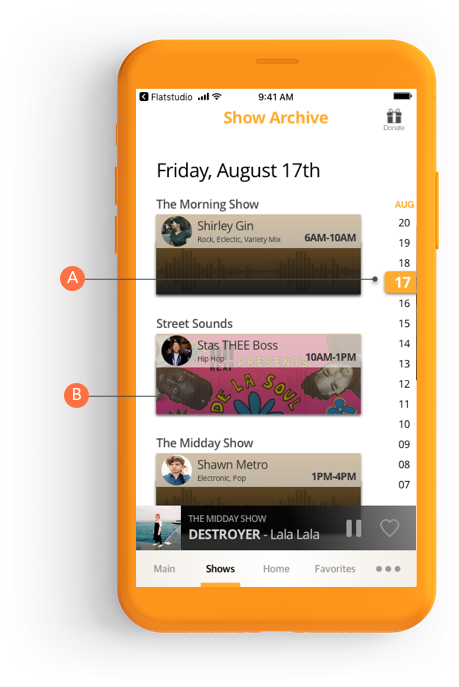 Flatstudio
9:41 AM
Show Archive
Donate
Friday, August 17th
AUG
20
19
18
17
16
15
14
13
12
11
10
09
08
07
The Morning Show
Shirley Gin
Rock, Eclectic, Variety Mix
6AM-10AM
A
Street Sounds
Stas THEE Boss
Hip Hop
10AM-1PM
PRESENTS
DE LA SOUL
B
The Midday Show
Shawn Metro
Electronic, Pop
1PM-4PM
THE MIDDAY SHOW
DESTROYER - Lala Lala
Main
Shows
Home
Favorites